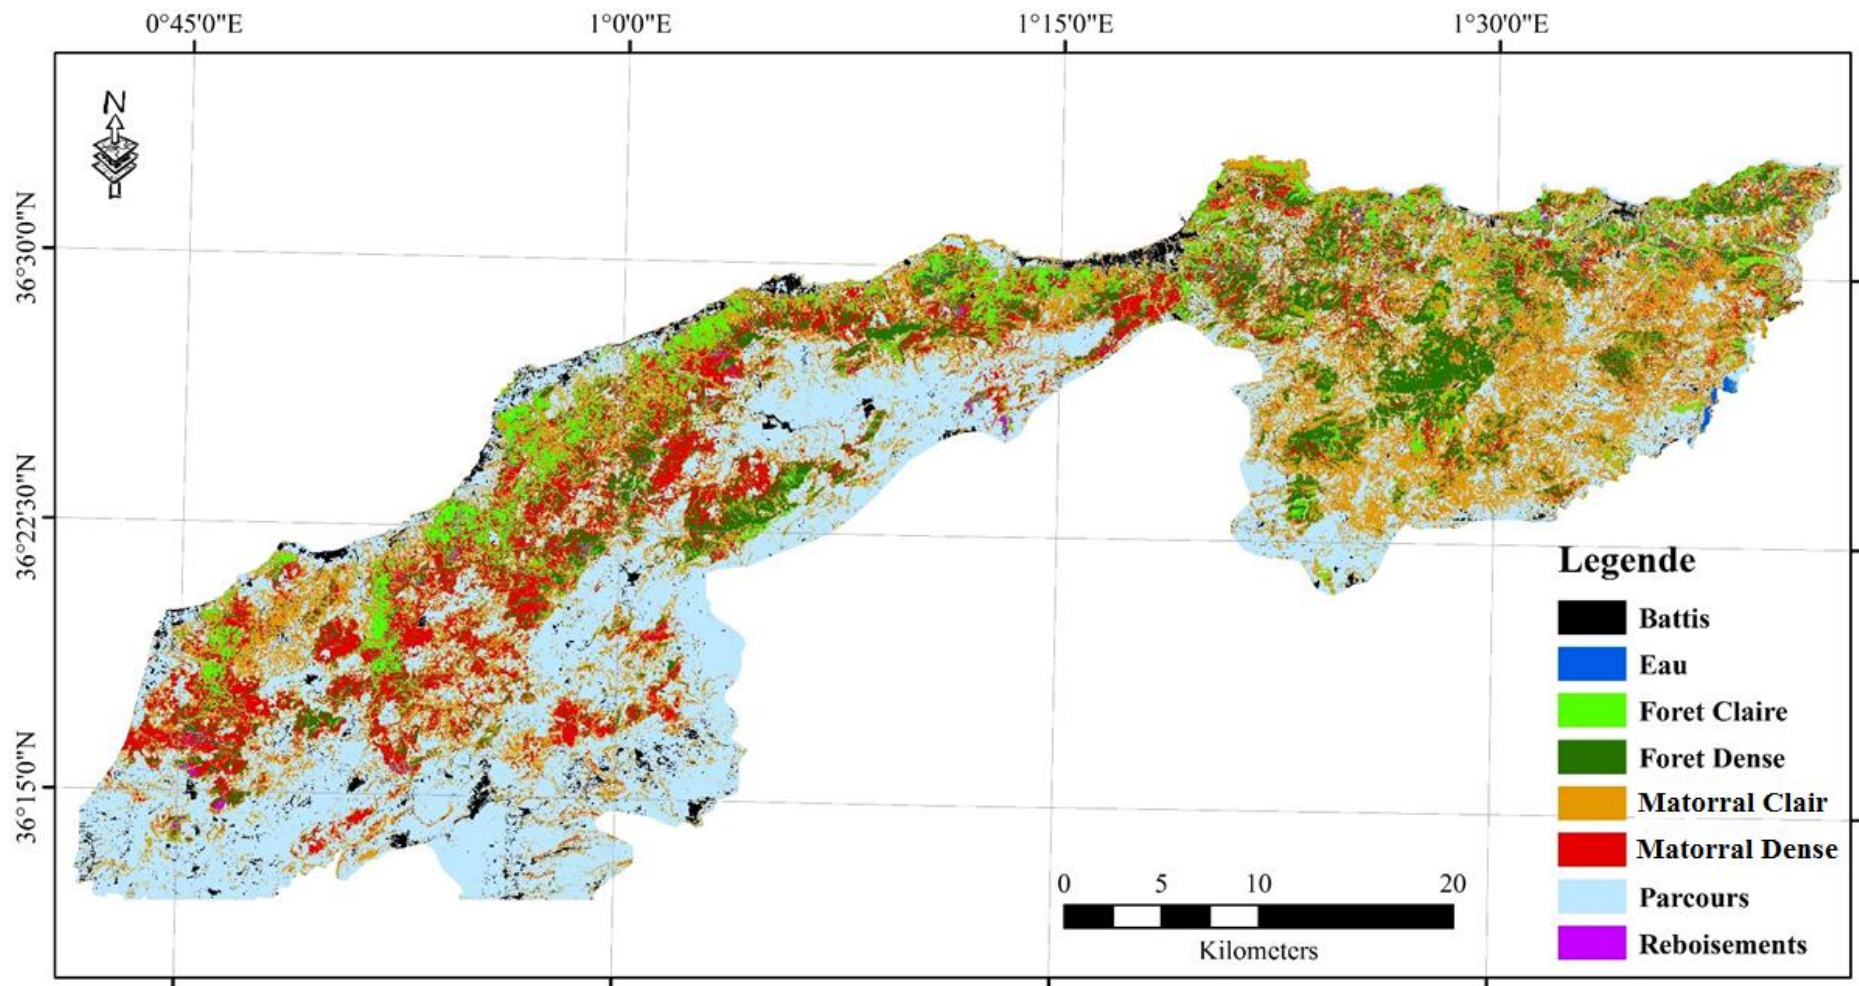 0°45'0"E 1°0'0"E 1°15'0"E 1°30'0"E
N
36°30'0"N
36°22'30"N
36°15'0"N
Legende
Battis
Eau
Foret Claire
Foret Dense
Matorral Clair
Matorral Dense
Parcours
Reboisements
0 5 10 20
Kilometers